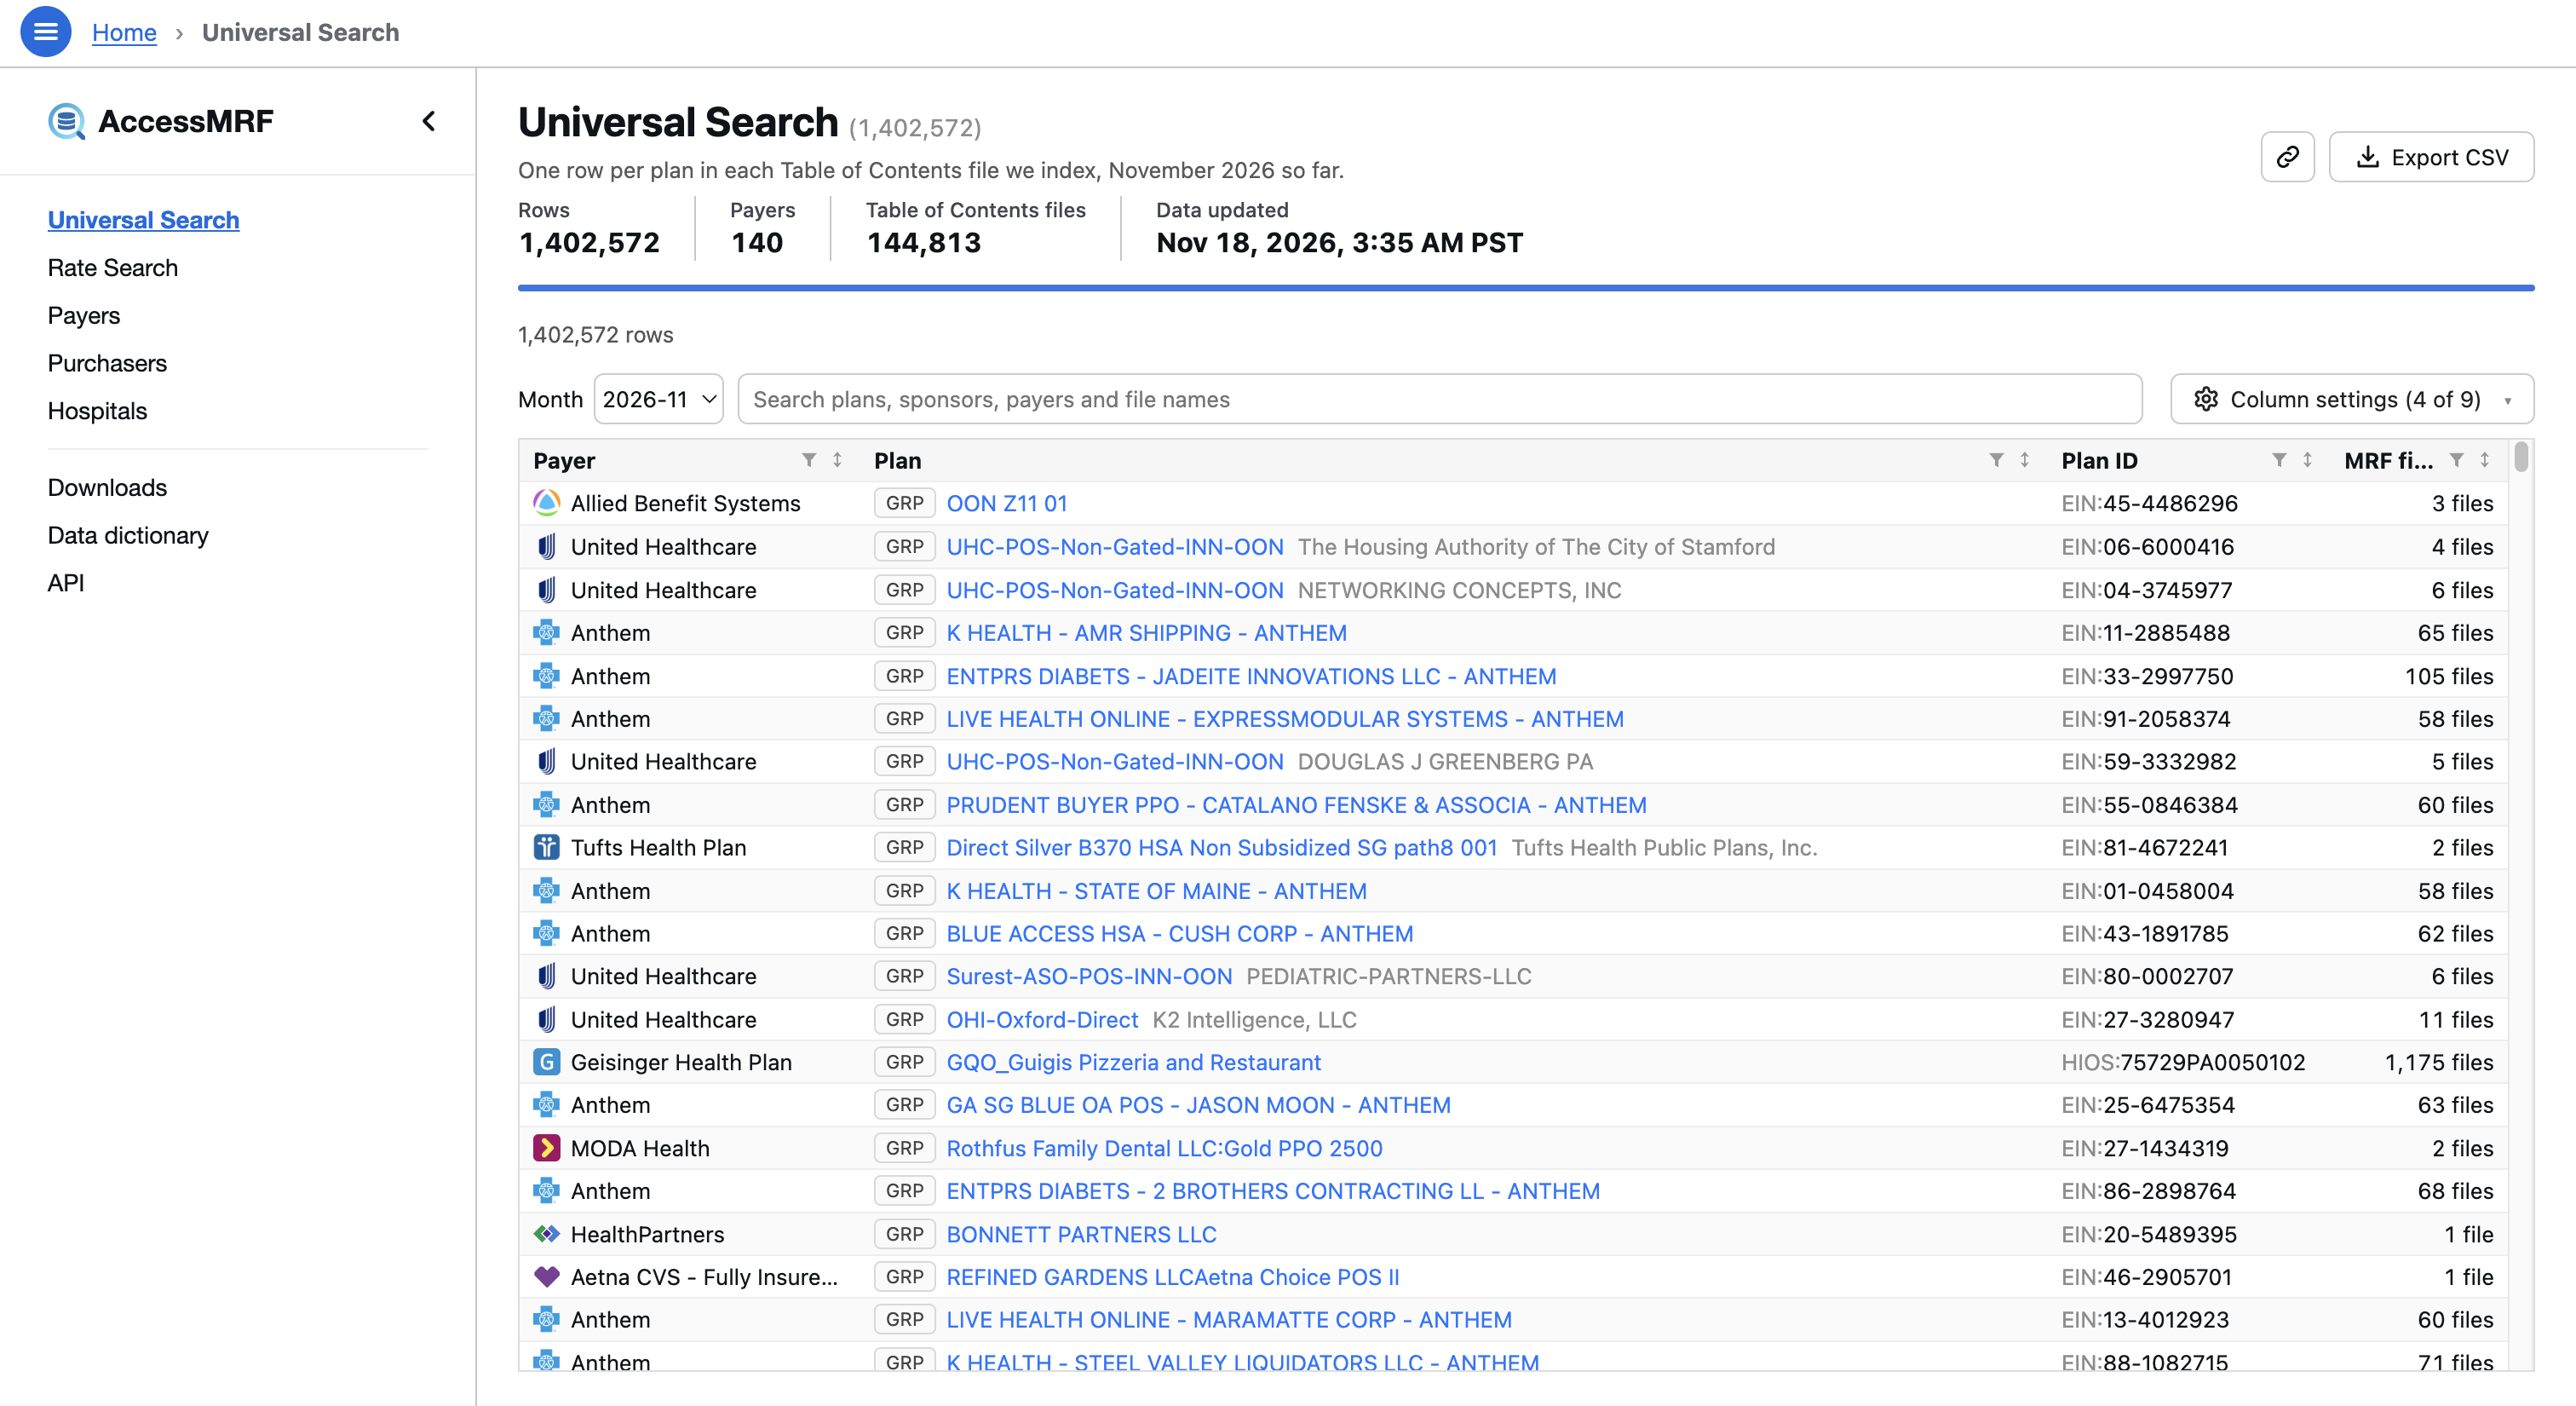 Home › Universal Search
AccessMRF
Universal Search
Rate Search
Payers
Purchasers
Hospitals
Downloads
Data dictionary
API
Universal Search (1,402,572)
One row per plan in each Table of Contents file we index, November 2026 so far.
Export CSV
Rows Payers Table of Contents files Data updated
1,402,572 140 144,813 Nov 18, 2026, 3:35 AM PST
1,402,572 rows
Month 2026-11 Search plans, sponsors, payers and file names Column settings (4 of 9)
Payer Plan Plan ID MRF fi...
Allied Benefit Systems GRP OON Z11 01 EIN:45-4486296 3 files
United Healthcare GRP UHC-POS-Non-Gated-INN-OON The Housing Authority of The City of Stamford EIN:06-6000416 4 files
United Healthcare GRP UHC-POS-Non-Gated-INN-OON NETWORKING CONCEPTS, INC EIN:04-3745977 6 files
Anthem GRP K HEALTH - AMR SHIPPING - ANTHEM EIN:11-2885488 65 files
Anthem GRP ENTPRS DIABETS - JADEITE INNOVATIONS LLC - ANTHEM EIN:33-2997750 105 files
Anthem GRP LIVE HEALTH ONLINE - EXPRESSMODULAR SYSTEMS - ANTHEM EIN:91-2058374 58 files
United Healthcare GRP UHC-POS-Non-Gated-INN-OON DOUGLAS J GREENBERG PA EIN:59-3332982 5 files
Anthem GRP PRUDENT BUYER PPO - CATALANO FENSKE & ASSOCIA - ANTHEM EIN:55-0846384 60 files
Tufts Health Plan GRP Direct Silver B370 HSA Non Subsidized SG path8 001 Tufts Health Public Plans, Inc. EIN:81-4672241 2 files
Anthem GRP K HEALTH - STATE OF MAINE - ANTHEM EIN:01-0458004 58 files
Anthem GRP BLUE ACCESS HSA - CUSH CORP - ANTHEM EIN:43-1891785 62 files
United Healthcare GRP Surest-ASO-POS-INN-OON PEDIATRIC-PARTNERS-LLC EIN:80-0002707 6 files
United Healthcare GRP OHI-Oxford-Direct K2 Intelligence, LLC EIN:27-3280947 11 files
G Geisinger Health Plan GRP GQO_Guigis Pizzeria and Restaurant HIOS:75729PA0050102 1,175 files
Anthem GRP GA SG BLUE OA POS - JASON MOON - ANTHEM EIN:25-6475354 63 files
MODA Health GRP Rothfus Family Dental LLC:Gold PPO 2500 EIN:27-1434319 2 files
Anthem GRP ENTPRS DIABETS - 2 BROTHERS CONTRACTING LL - ANTHEM EIN:86-2898764 68 files
HealthPartners GRP BONNETT PARTNERS LLC EIN:20-5489395 1 file
Aetna CVS - Fully Insure... GRP REFINED GARDENS LLCAetna Choice POS II EIN:46-2905701 1 file
Anthem GRP LIVE HEALTH ONLINE - MARAMATTE CORP - ANTHEM EIN:13-4012923 60 files
Anthem GRP K HEALTH - STEEL VALLEY LIQUIDATORS LLC - ANTHEM EIN:88-1082715 71 files